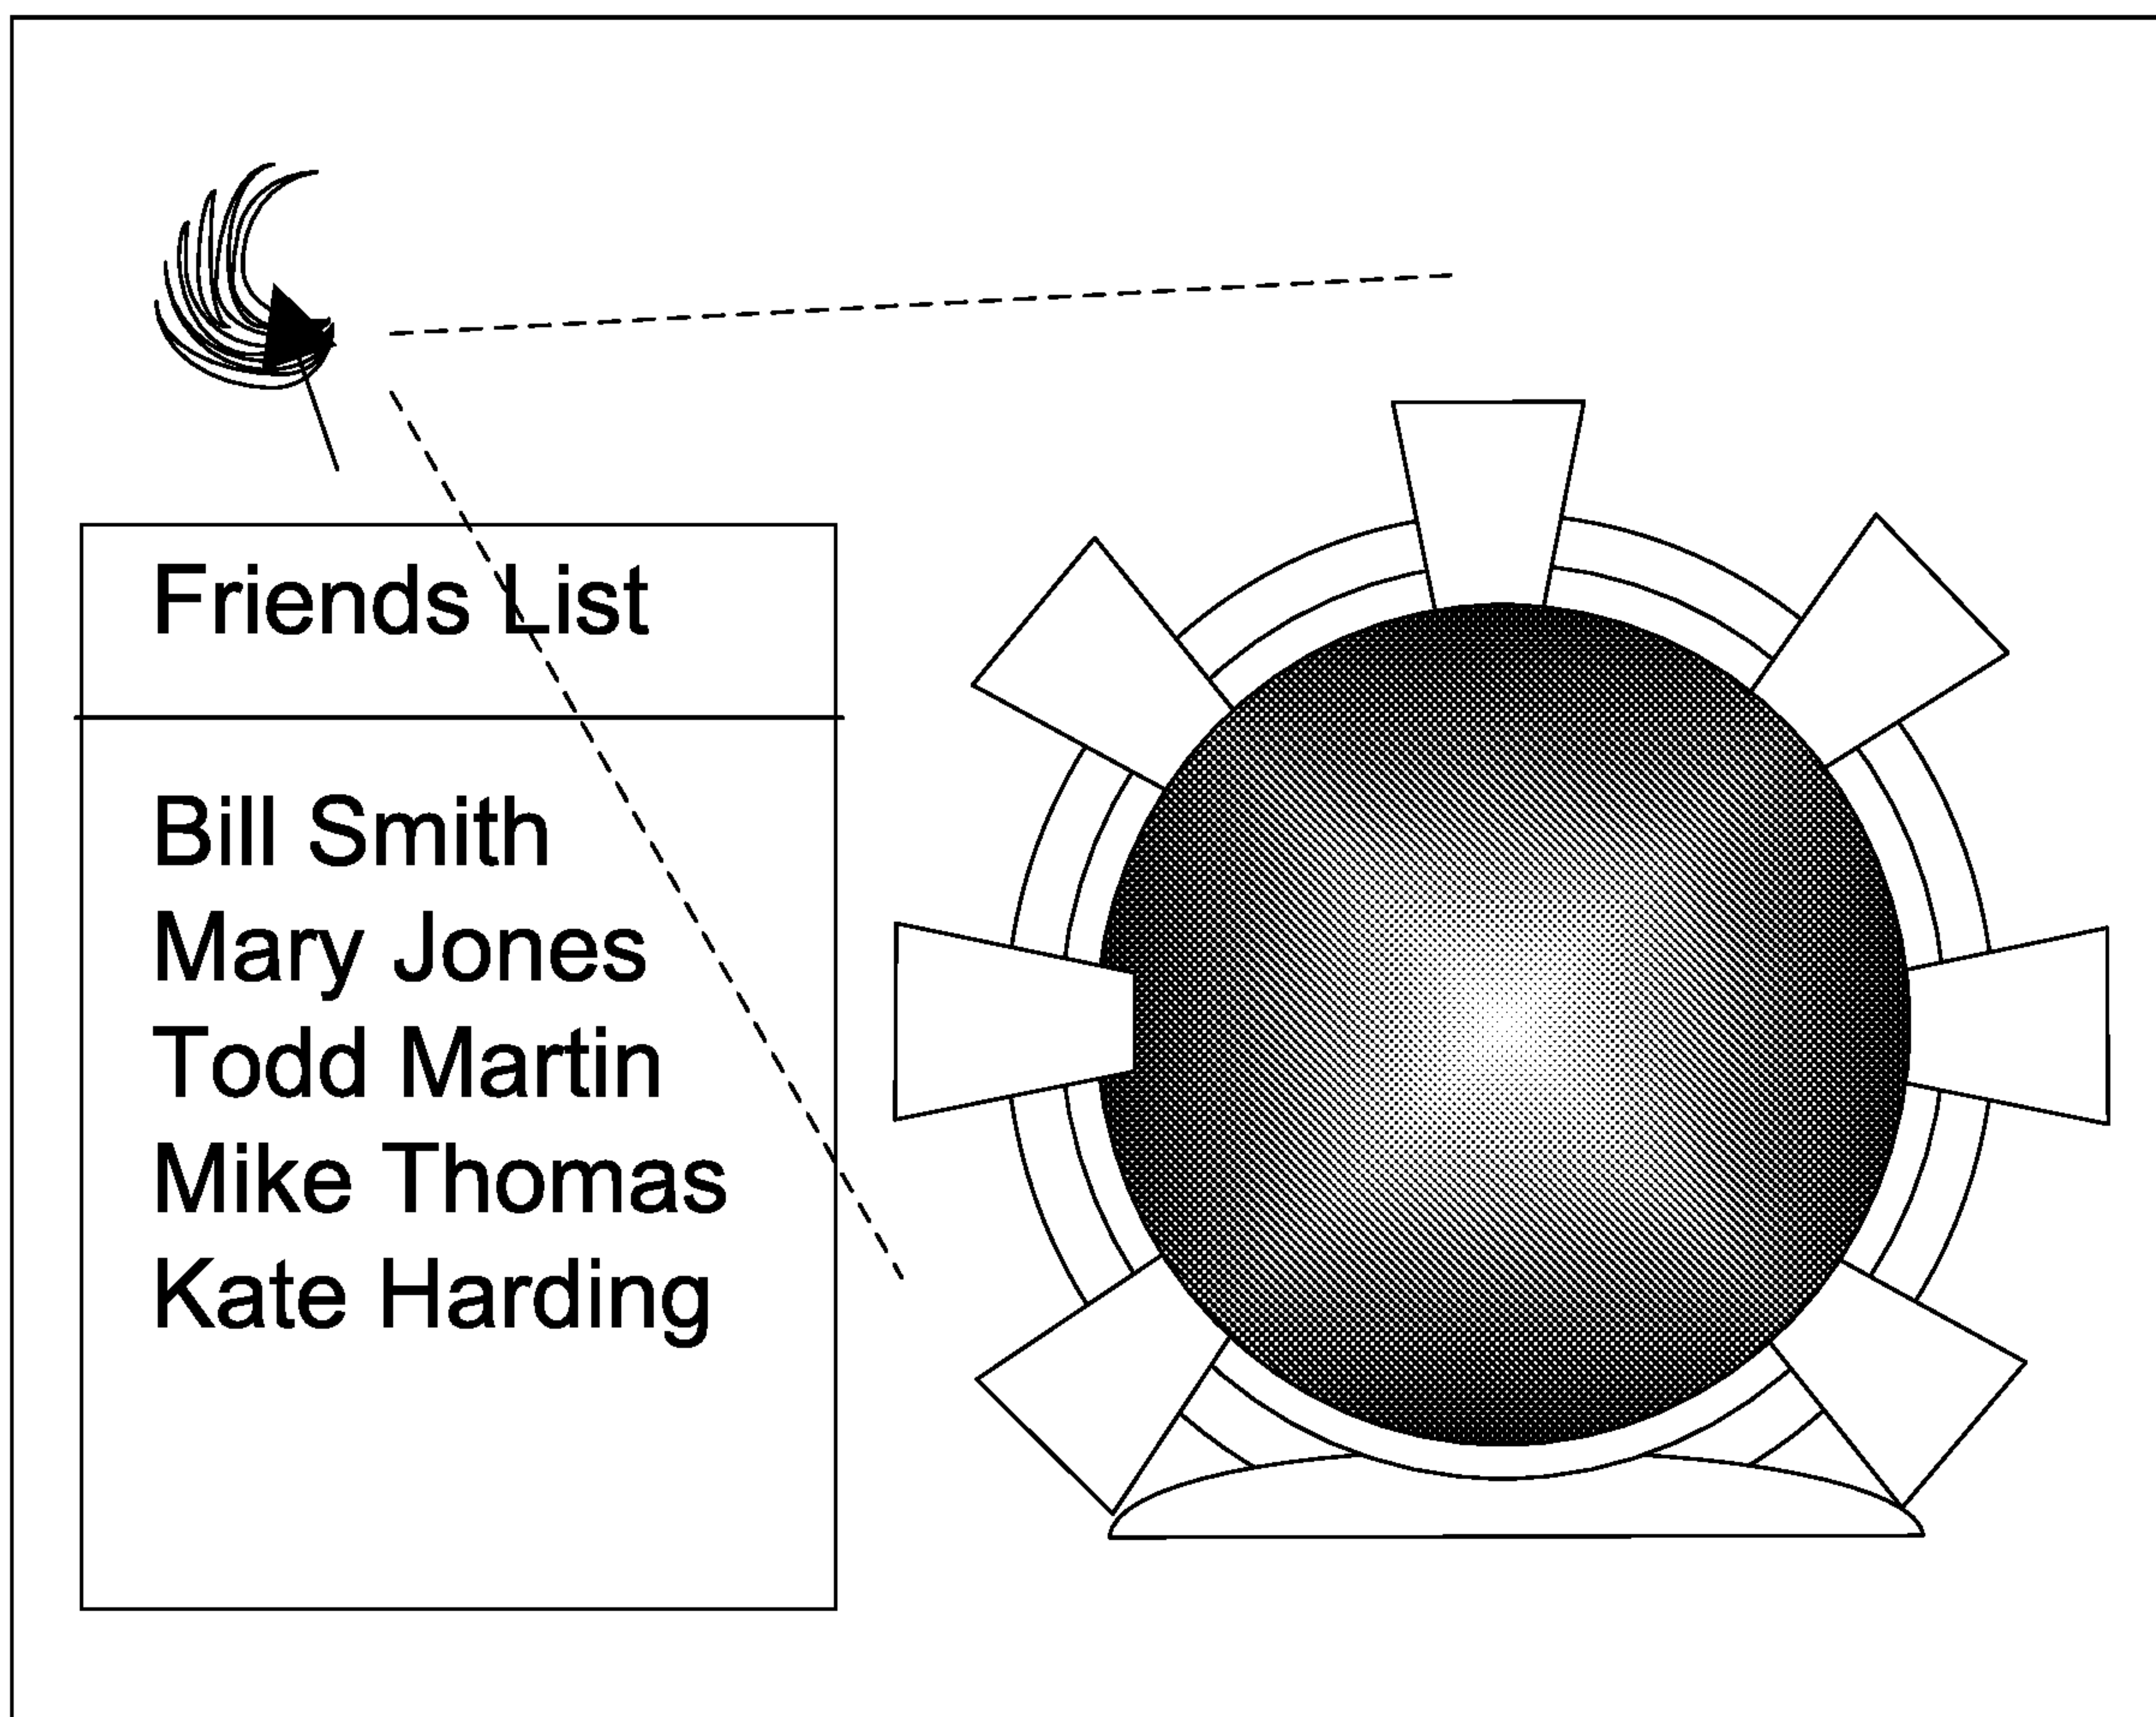 Friends List
Bill Smith
Mary Jones
Todd Martin
Mike Thomas
Kate Harding